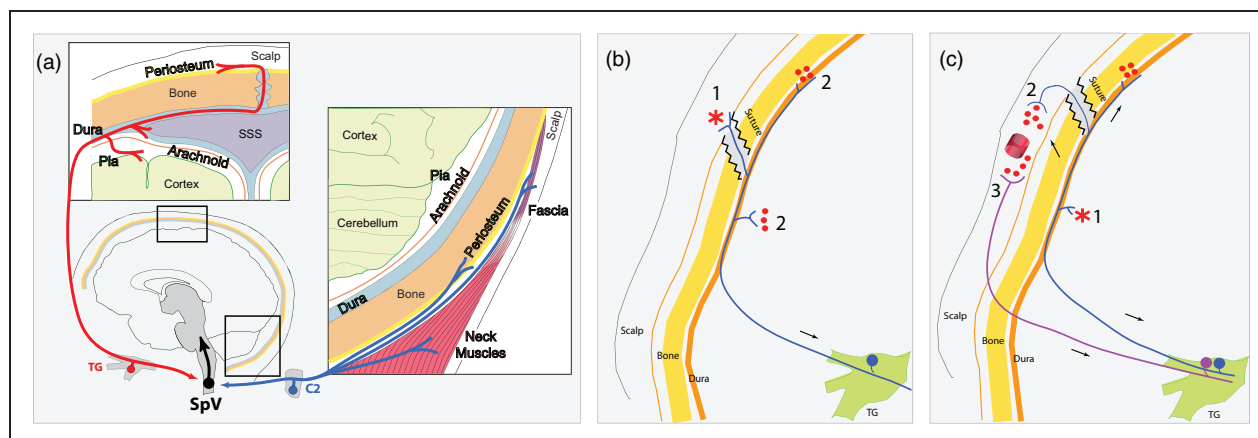 (a)
Scalp
Periosteum
Bone
Dura
SSS
Pia
Arachnoid
Cortex
TG
SpV
C2
Cortex
Pia
Arachnoid
Cerebellum
Periosteum
Scalp
Fascia
Dura
Bone
Neck
Muscles
(b)
1
*
2
Suture
2
Scalp
Bone
Dura
TG
(c)
2
Suture
3
*
1
Scalp
Bone
Dura
TG